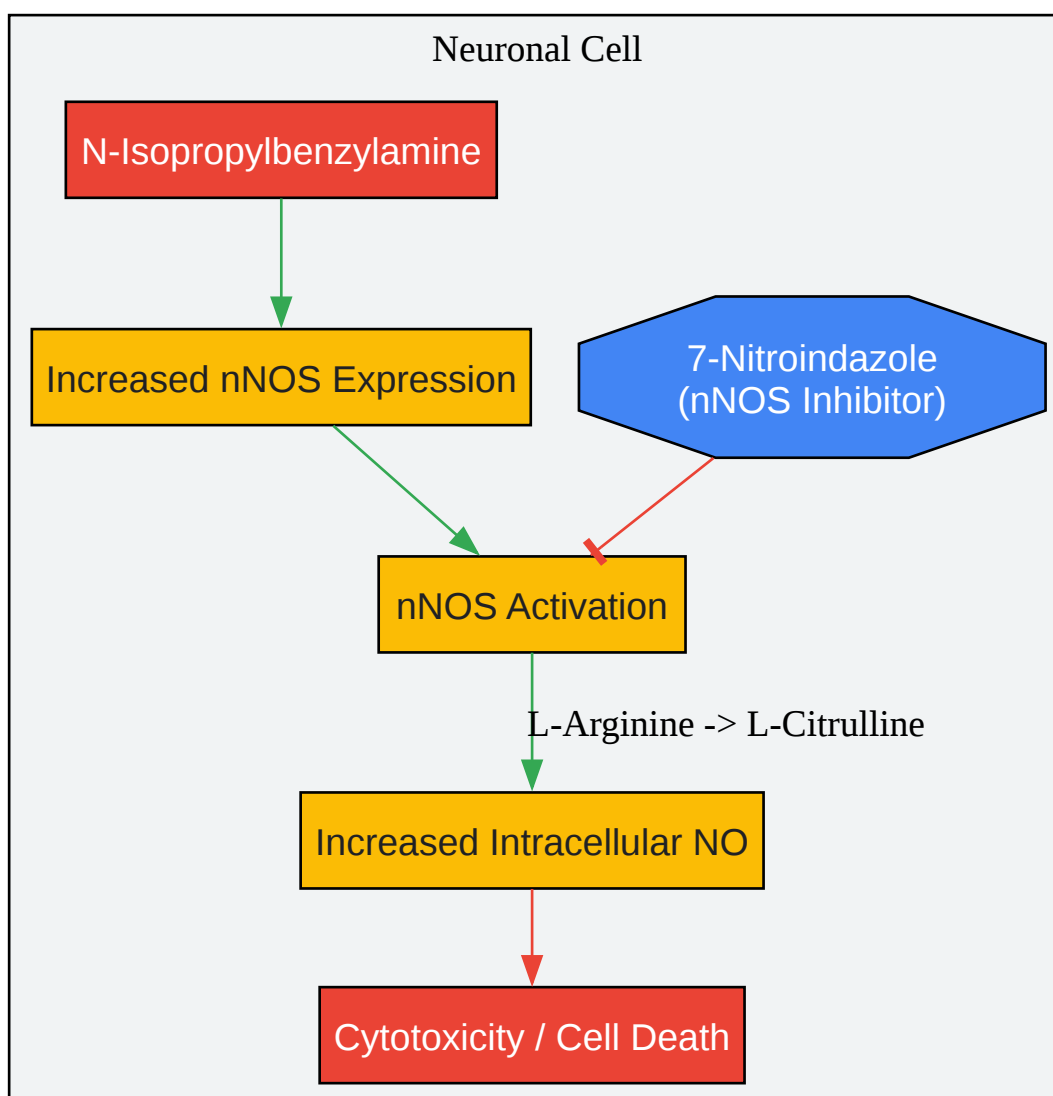 Neuronal Cell
N-Isopropylbenzylamine
Increased nNOS Expression
7-Nitroindazole
(nNOS Inhibitor)
nNOS Activation
L-Arginine -> L-Citrulline
Increased Intracellular NO
Cytotoxicity / Cell Death